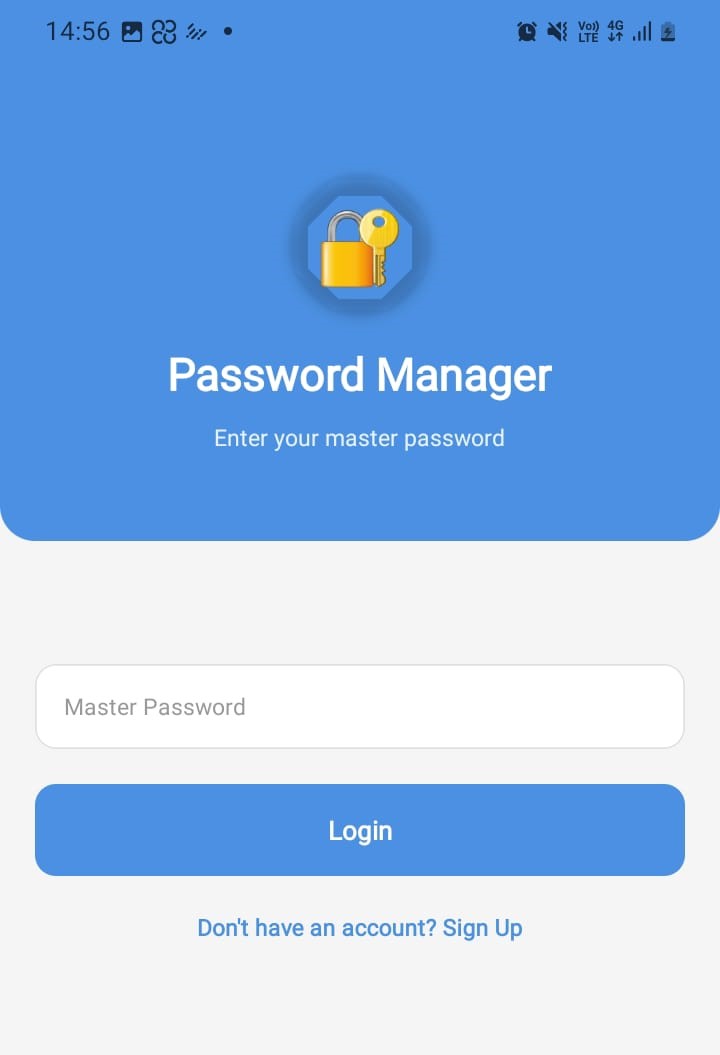 14:56
Vo)) LTE 4G
Password Manager
Enter your master password
Master Password
Login
Don't have an account? Sign Up